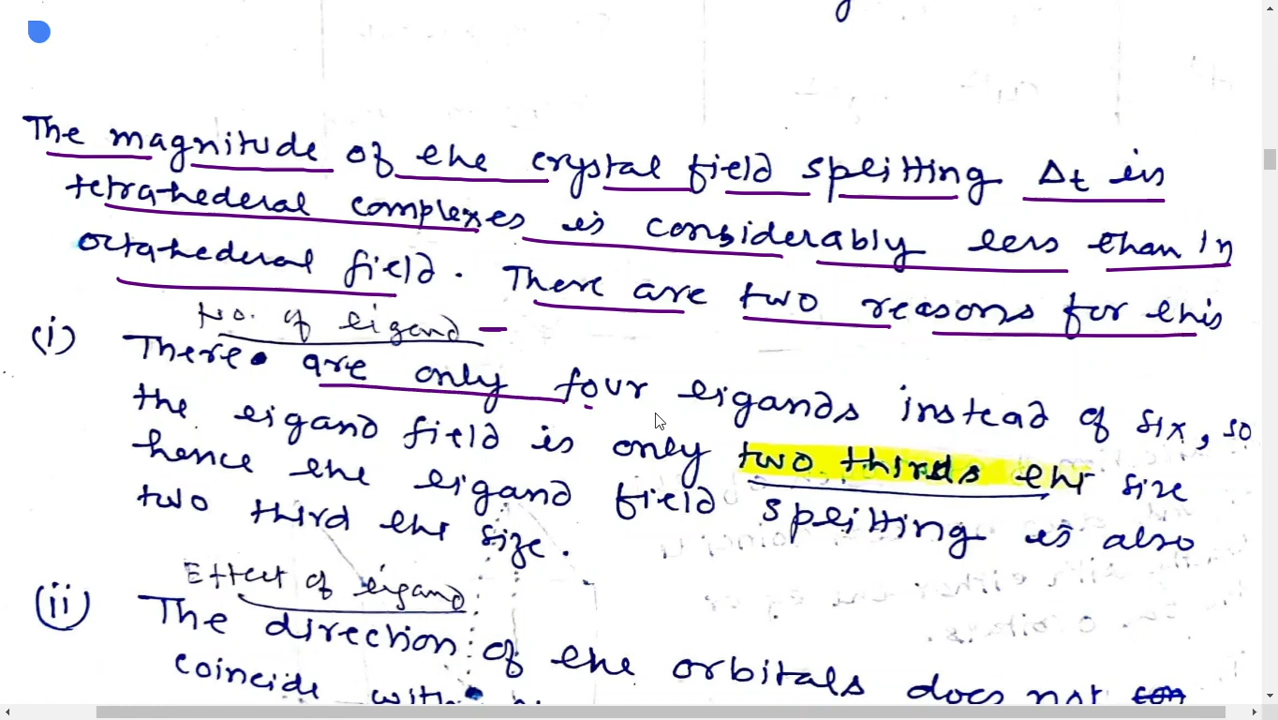 The magnitude of the crystal field splitting Δt in
tetrahederal complexes is considerably less than in
octahederal field. There are two reasons for this
No. of ligand
(i) There are only four ligands instead of six, so
the ligand field is only two thirds the size
hence the ligand field splitting is also
two third the size.
Effect of ligand
(ii) The direction of the orbitals does not
coincide with